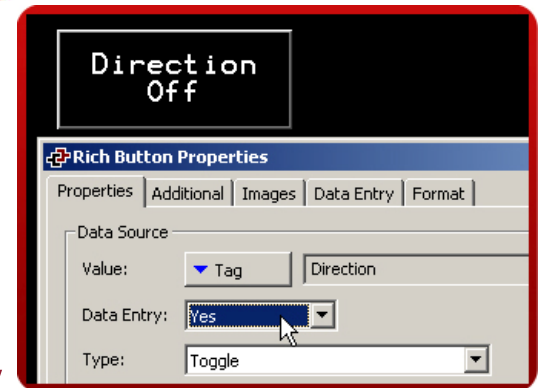 Direction
Off
Rich Button Properties
Properties Additional Images Data Entry Format
Data Source
Value: Tag Direction
Data Entry: Yes
Type: Toggle